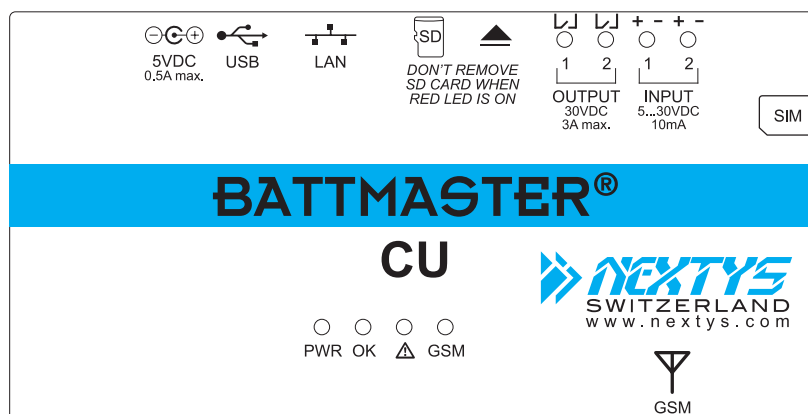 SD
+ - + -
5VDC
0.5A max.
USB
LAN
DON'T REMOVE
SD CARD WHEN
RED LED IS ON
1 2 1 2
OUTPUT
30VDC
3A max.
INPUT
5...30VDC
10mA
SIM
BATTMASTER®
CU
NEXTYS
SWITZERLAND
www.nextys.com
PWR OK GSM
GSM